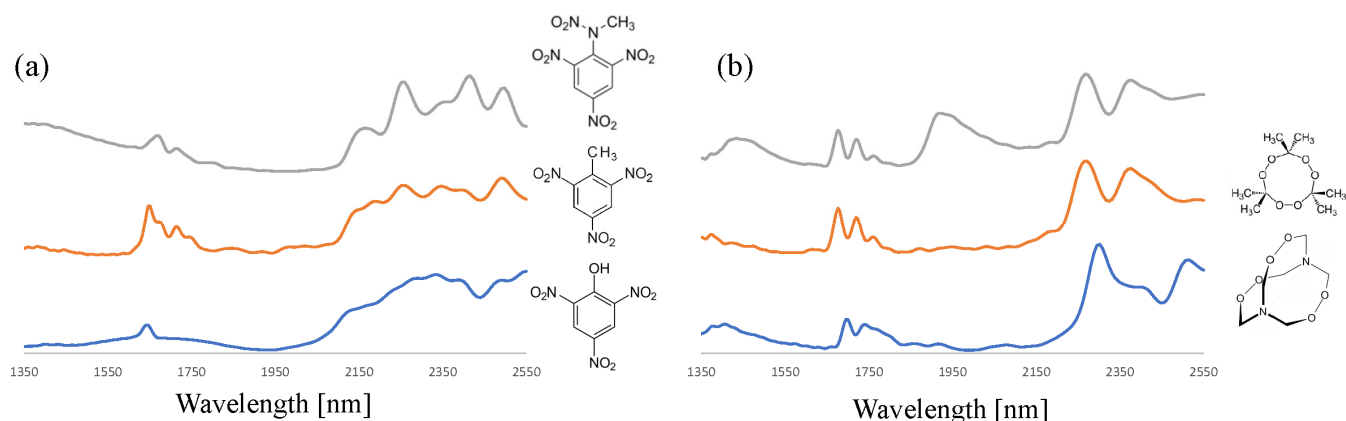 (a)
O₂N
N
CH₃
O₂N
NO₂
NO₂
CH₃
O₂N
NO₂
NO₂
OH
O₂N
NO₂
NO₂
1350 1550 1750 1950 2150 2350 2550
Wavelength [nm]
(b)
H₃C CH₃
O O
O O
H₃C CH₃
H₃C O O CH₃
O
O N
O
O O
N O
1350 1550 1750 1950 2150 2350 2550
Wavelength [nm]